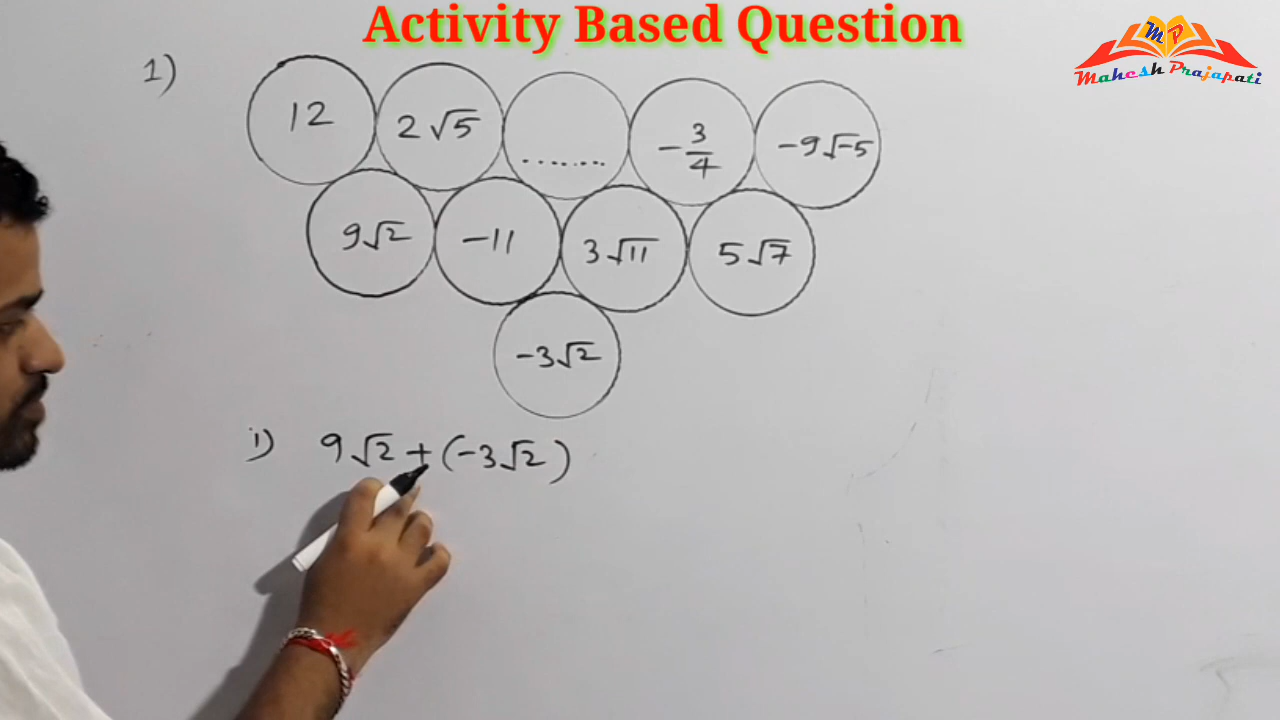 Activity Based Question
MP
Mahesh Prajapati
1)
12 2√5 ........ -3/4 -9√-5
9√2 -11 3√11 5√7
-3√2
i) 9√2+(-3√2)